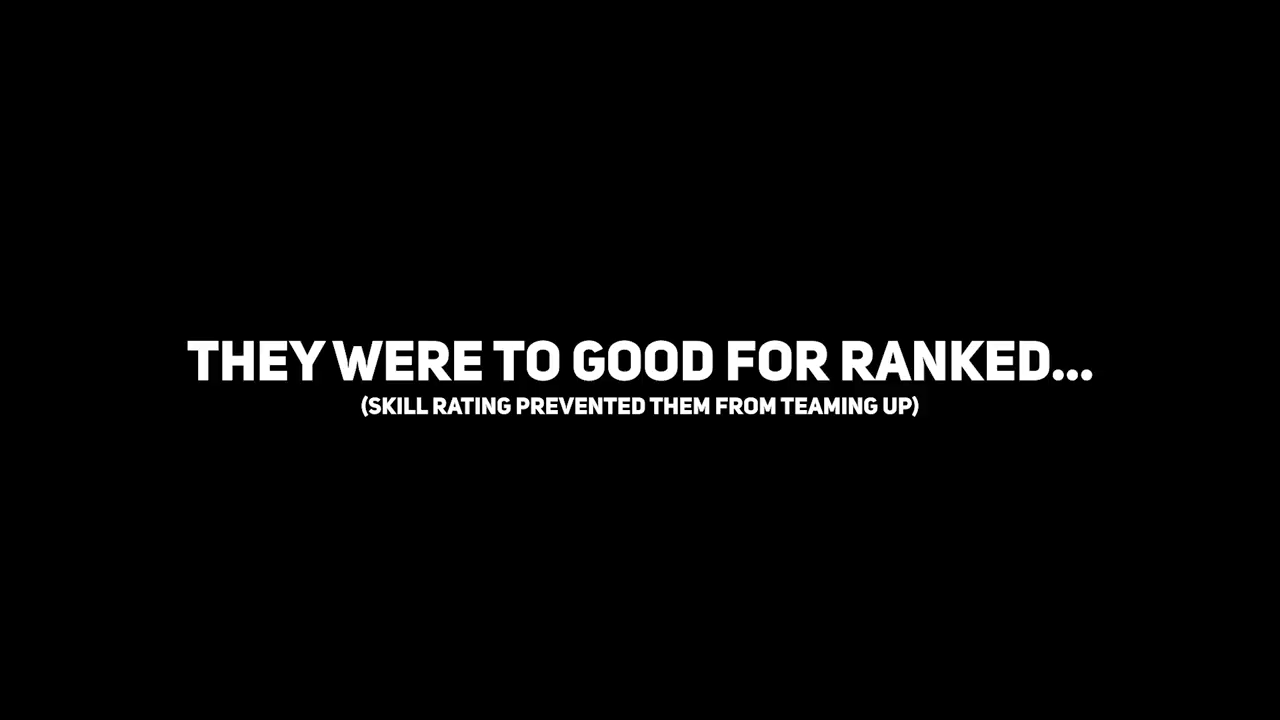 THEY WERE TO GOOD FOR RANKED...
(SKILL RATING PREVENTED THEM FROM TEAMING UP)